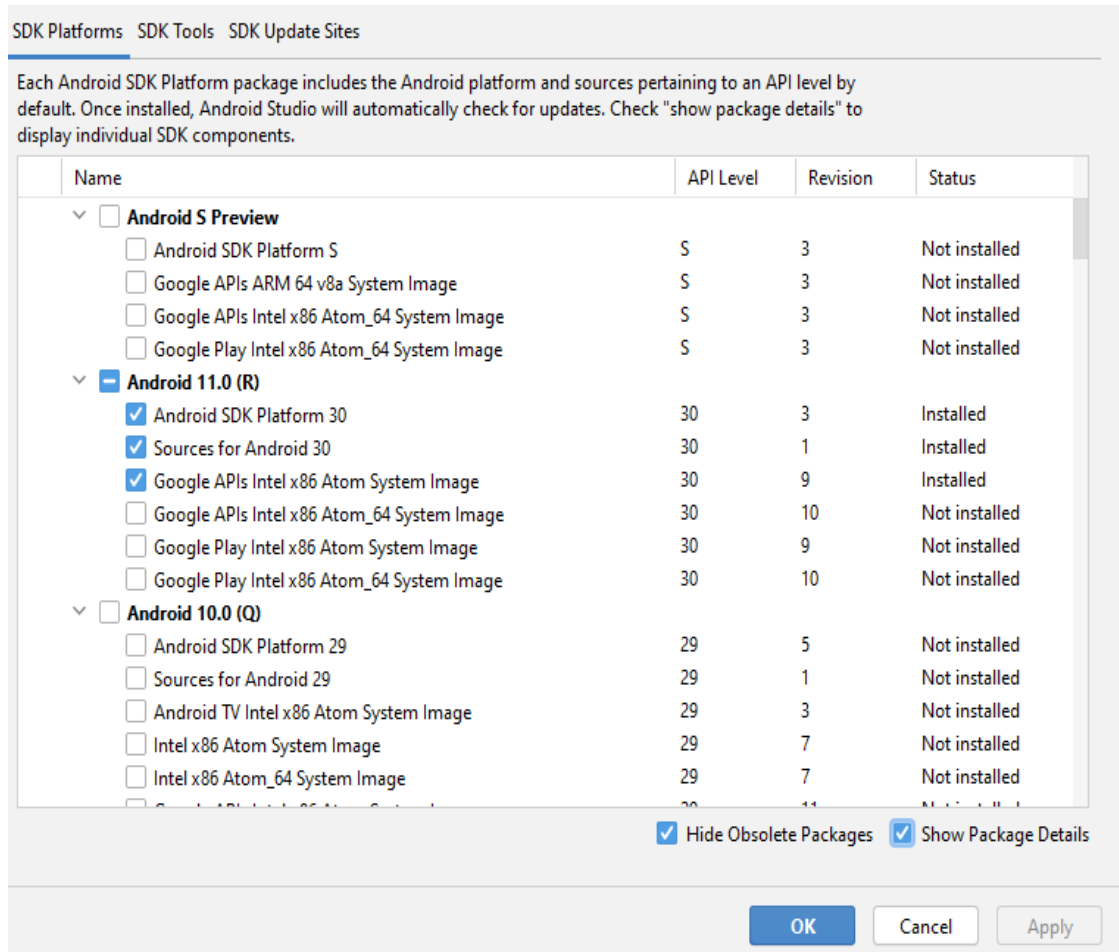 SDK Platforms SDK Tools SDK Update Sites
Each Android SDK Platform package includes the Android platform and sources pertaining to an API level by
default. Once installed, Android Studio will automatically check for updates. Check "show package details" to
display individual SDK components.
Name API Level Revision Status
Android S Preview
Android SDK Platform S S 3 Not installed
Google APIs ARM 64 v8a System Image S 3 Not installed
Google APIs Intel x86 Atom_64 System Image S 3 Not installed
Google Play Intel x86 Atom_64 System Image S 3 Not installed
Android 11.0 (R)
Android SDK Platform 30 30 3 Installed
Sources for Android 30 30 1 Installed
Google APIs Intel x86 Atom System Image 30 9 Installed
Google APIs Intel x86 Atom_64 System Image 30 10 Not installed
Google Play Intel x86 Atom System Image 30 9 Not installed
Google Play Intel x86 Atom_64 System Image 30 10 Not installed
Android 10.0 (Q)
Android SDK Platform 29 29 5 Not installed
Sources for Android 29 29 1 Not installed
Android TV Intel x86 Atom System Image 29 3 Not installed
Intel x86 Atom System Image 29 7 Not installed
Intel x86 Atom_64 System Image 29 7 Not installed
Hide Obsolete Packages Show Package Details
OK Cancel Apply